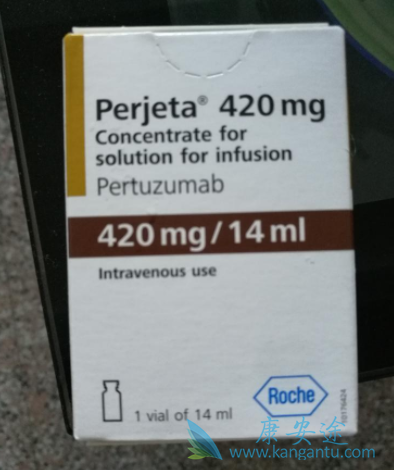 Perjeta® 420 mg
Concentrate for
solution for infusion
Pertuzumab
420 mg / 14 ml
Intravenous use
Roche
1 vial of 14 ml
10176424
康安途
www.kangantu.com